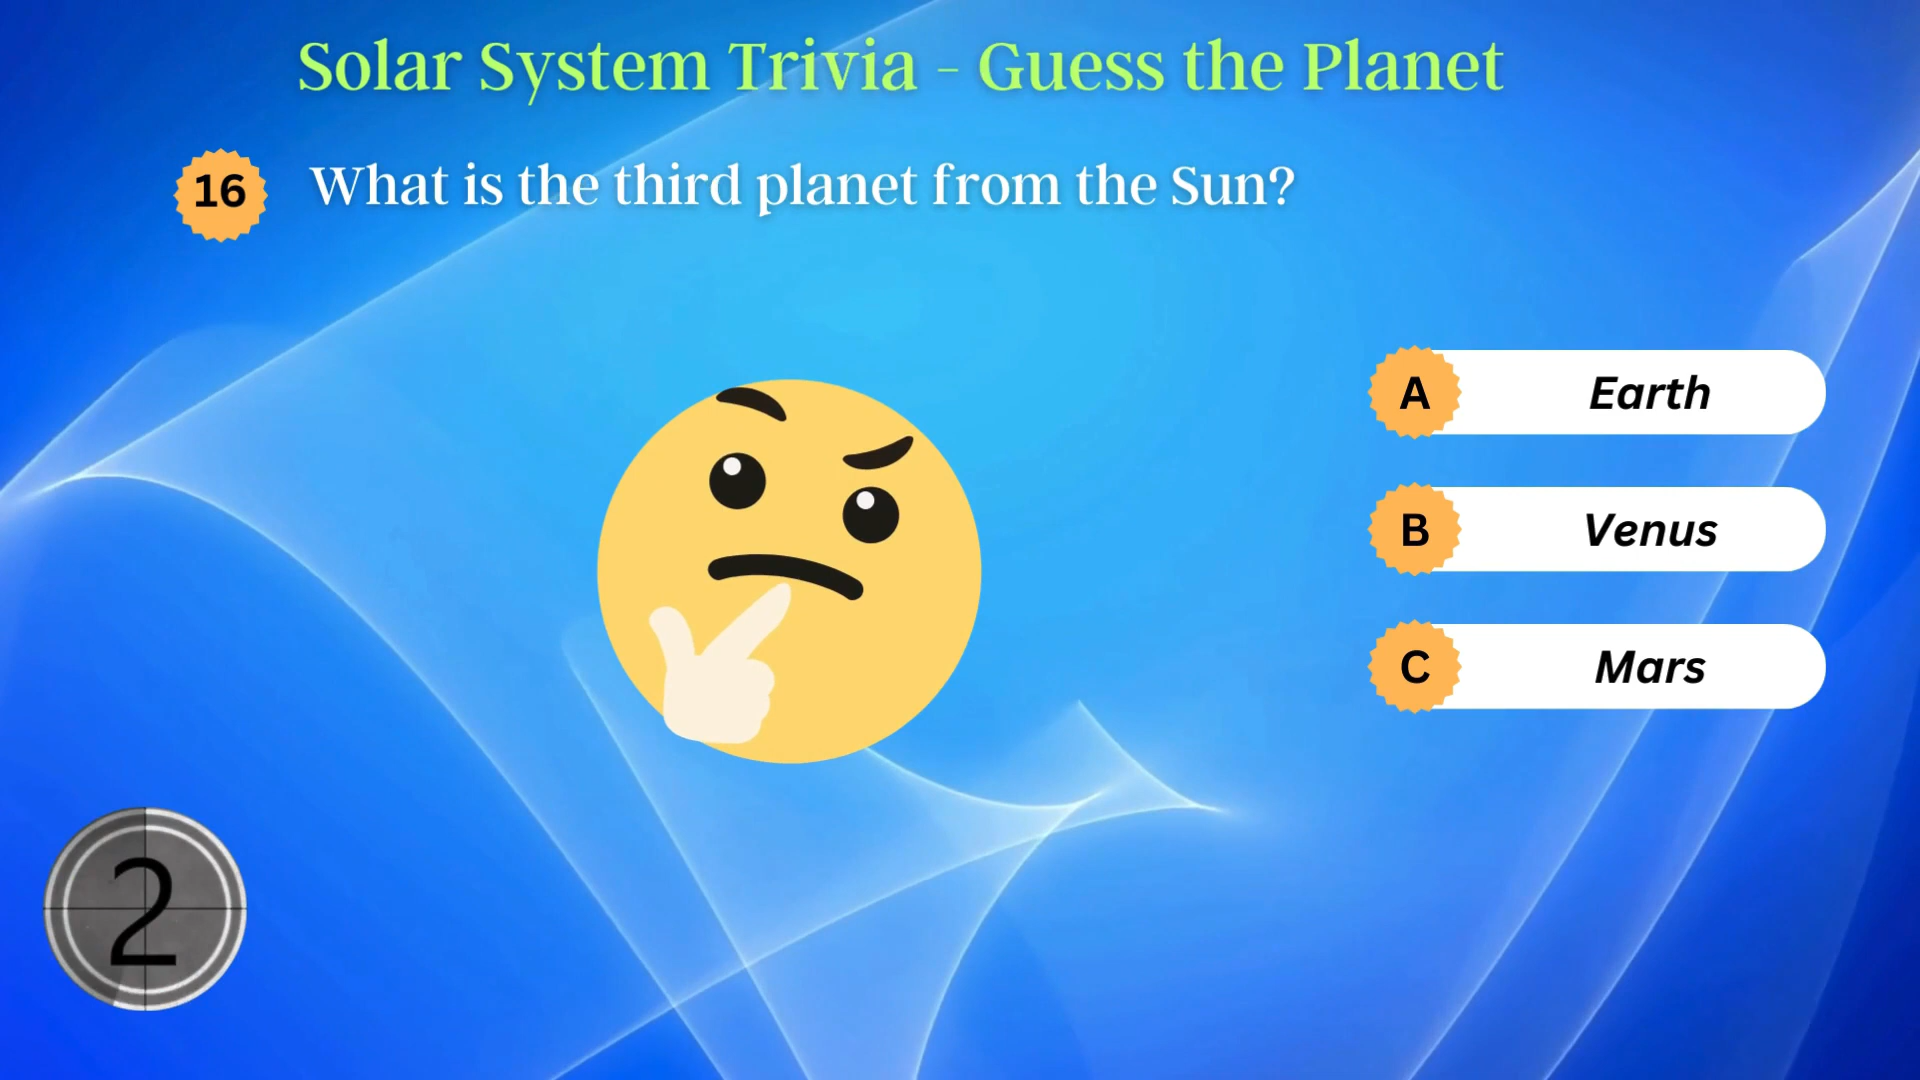 Solar System Trivia - Guess the Planet
16 What is the third planet from the Sun?
A Earth
B Venus
C Mars
2